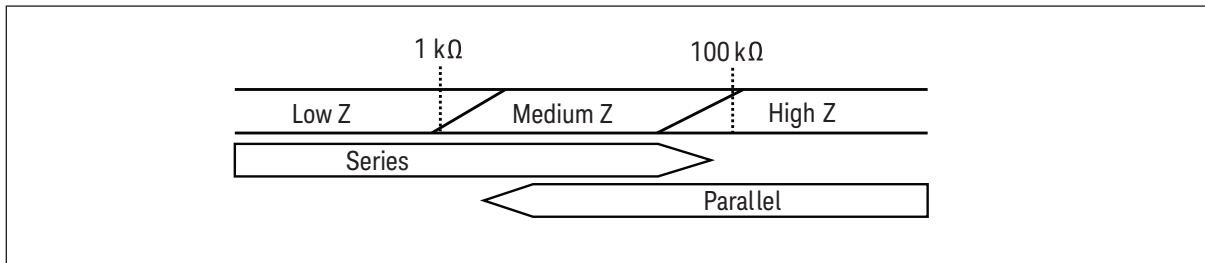 1 kΩ 100 kΩ
Low Z Medium Z High Z
Series
Parallel